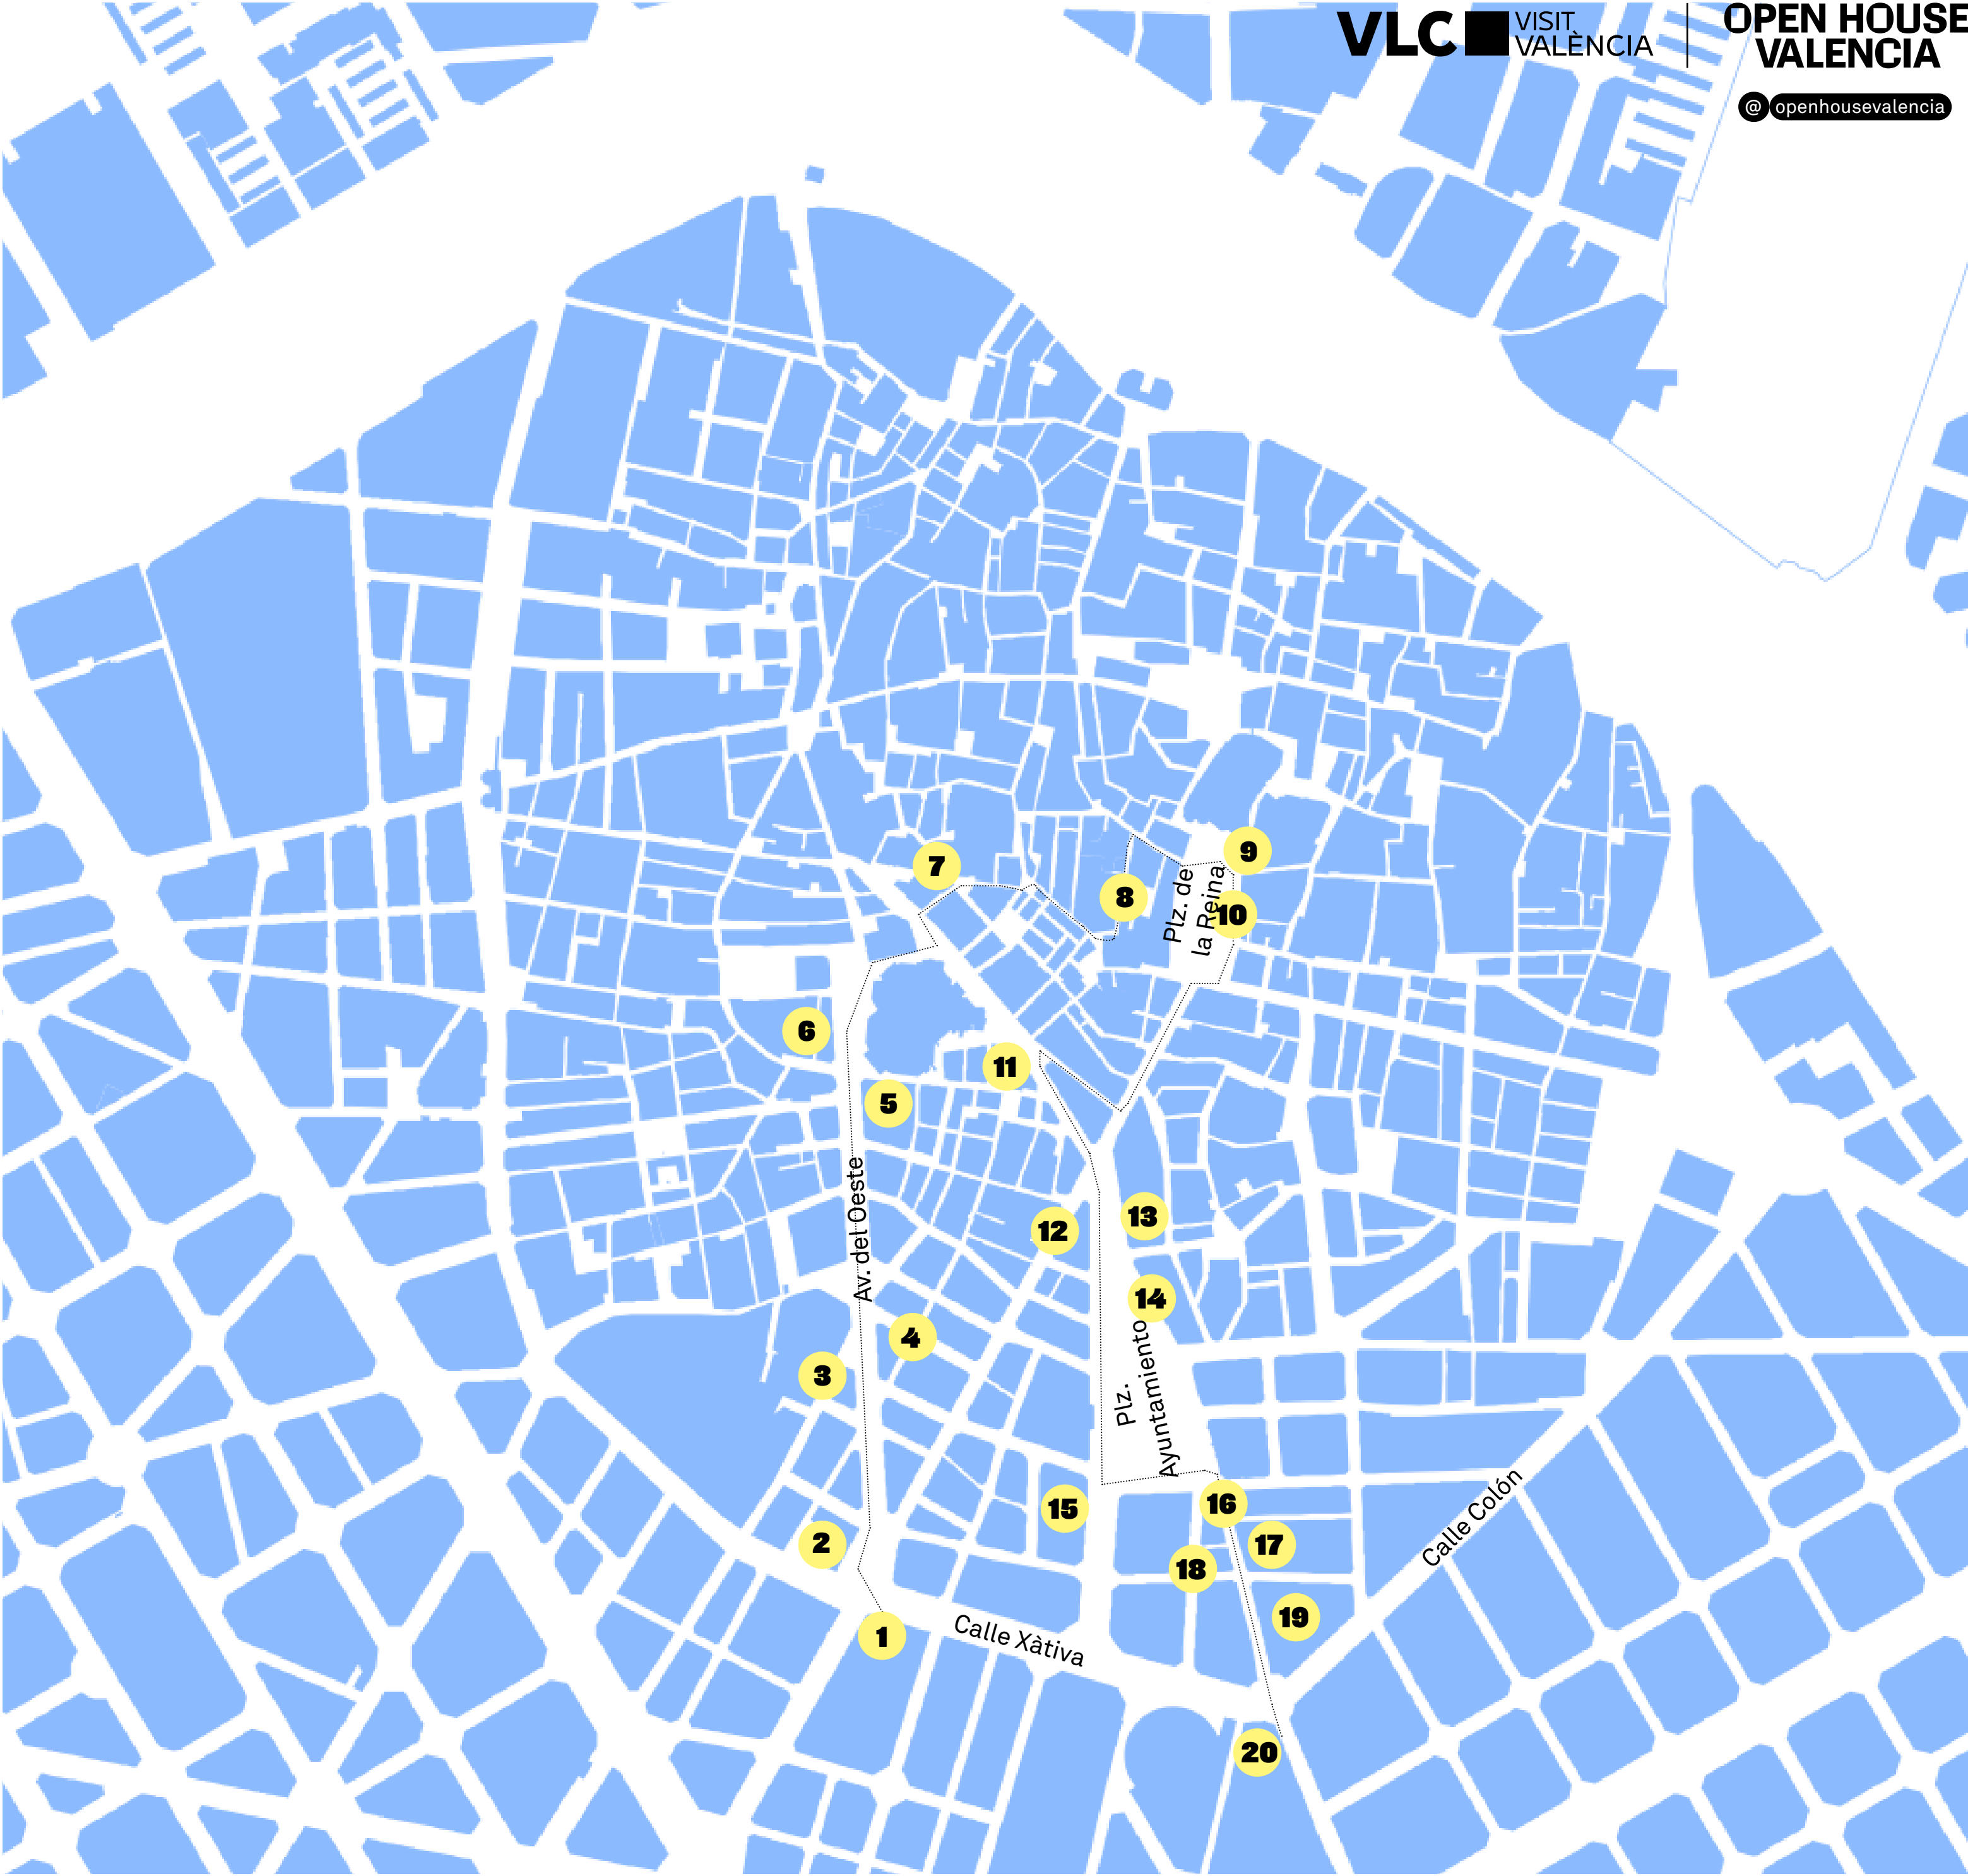 VLC VISIT
VALÈNCIA
OPEN HOUSE
VALENCIA
@openhousevalencia
7
9
8
10
Plz. de
la Reina
6
11
5
Av. del Oeste
12
13
14
4
3
Plz.
Ayuntamiento
15
16
2
17
18
Calle Colón
19
1
Calle Xàtiva
20